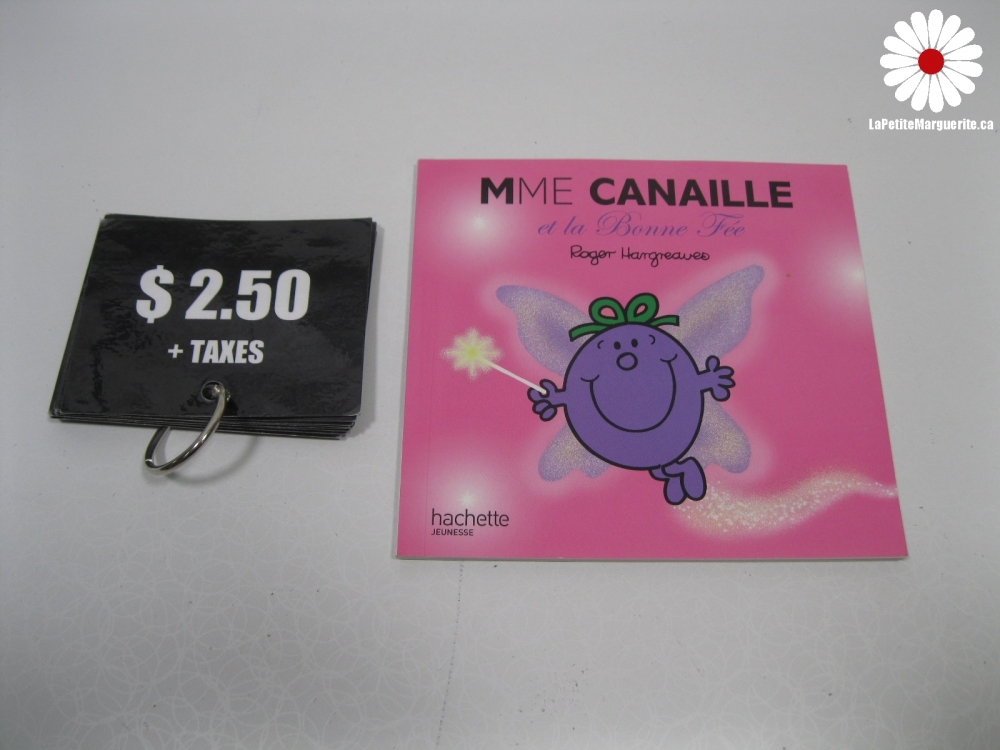 LaPetiteMarguerite.ca
$ 2.50
+ TAXES
MME CANAILLE
et la Bonne Fée
Roger Hargreaves
hachette
JEUNESSE